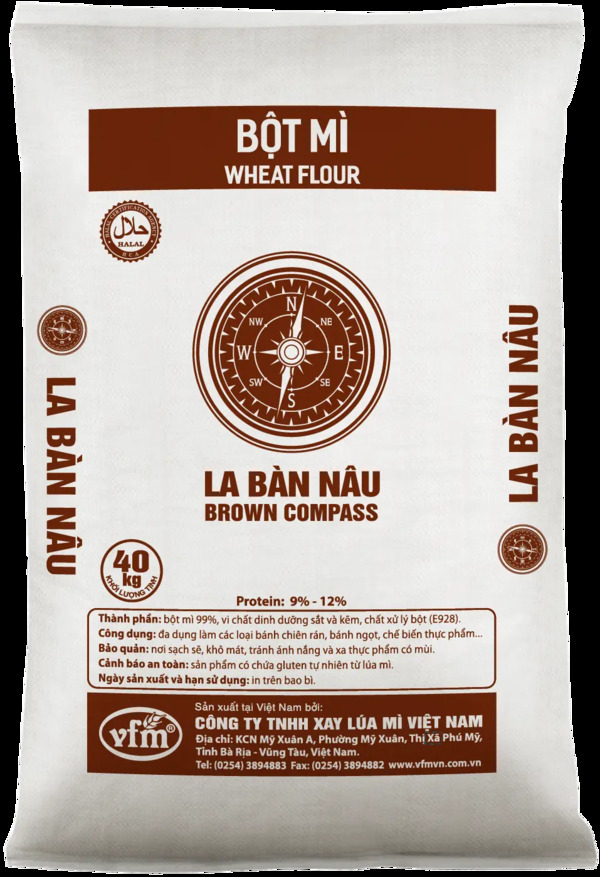 BỘT MÌ
WHEAT FLOUR
حلال
HALAL
HCA
N
NW
NE
W
E
SW
SE
S
LA BÀN NÂU
LA BÀN NÂU
LA BÀN NÂU
BROWN COMPASS
40
kg
KHỐI LƯỢNG TỊNH
Protein: 9% - 12%
Thành phần: bột mì 99%, vi chất dinh dưỡng sắt và kẽm, chất xử lý bột (E928).
Công dụng: đa dụng làm các loại bánh chiên rán, bánh ngọt, chế biến thực phẩm...
Bảo quản: nơi sạch sẽ, khô mát, tránh ánh nắng và xa thực phẩm có mùi.
Cảnh báo an toàn: sản phẩm có chứa gluten tự nhiên từ lúa mì.
Ngày sản xuất và hạn sử dụng: in trên bao bì.
vfm®
Sản xuất tại Việt Nam bởi:
CÔNG TY TNHH XAY LÚA MÌ VIỆT NAM
Địa chỉ: KCN Mỹ Xuân A, Phường Mỹ Xuân, Thị Xã Phú Mỹ,
Tỉnh Bà Rịa - Vũng Tàu, Việt Nam.
Tel: (0254) 3894883 Fax: (0254) 3894882 www.vfmvn.com.vn